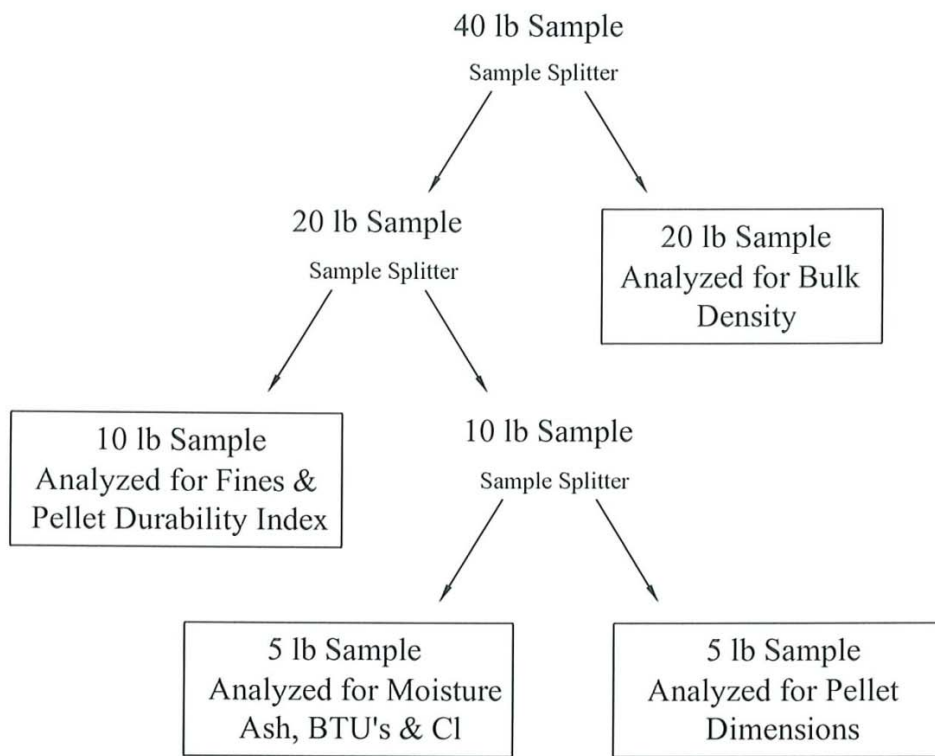 40 lb Sample
Sample Splitter
20 lb Sample
Sample Splitter
20 lb Sample
Analyzed for Bulk
Density
10 lb Sample
Analyzed for Fines &
Pellet Durability Index
10 lb Sample
Sample Splitter
5 lb Sample
Analyzed for Moisture
Ash, BTU's & Cl
5 lb Sample
Analyzed for Pellet
Dimensions